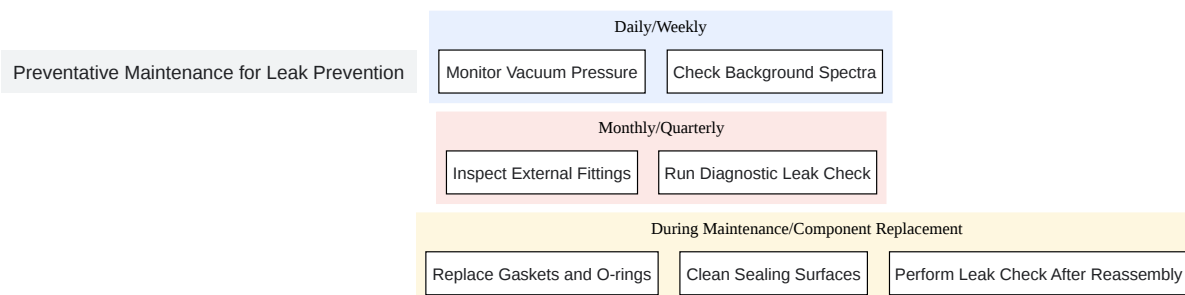 Daily/Weekly
Preventative Maintenance for Leak Prevention
Monitor Vacuum Pressure
Check Background Spectra
Monthly/Quarterly
Inspect External Fittings
Run Diagnostic Leak Check
During Maintenance/Component Replacement
Replace Gaskets and O-rings
Clean Sealing Surfaces
Perform Leak Check After Reassembly